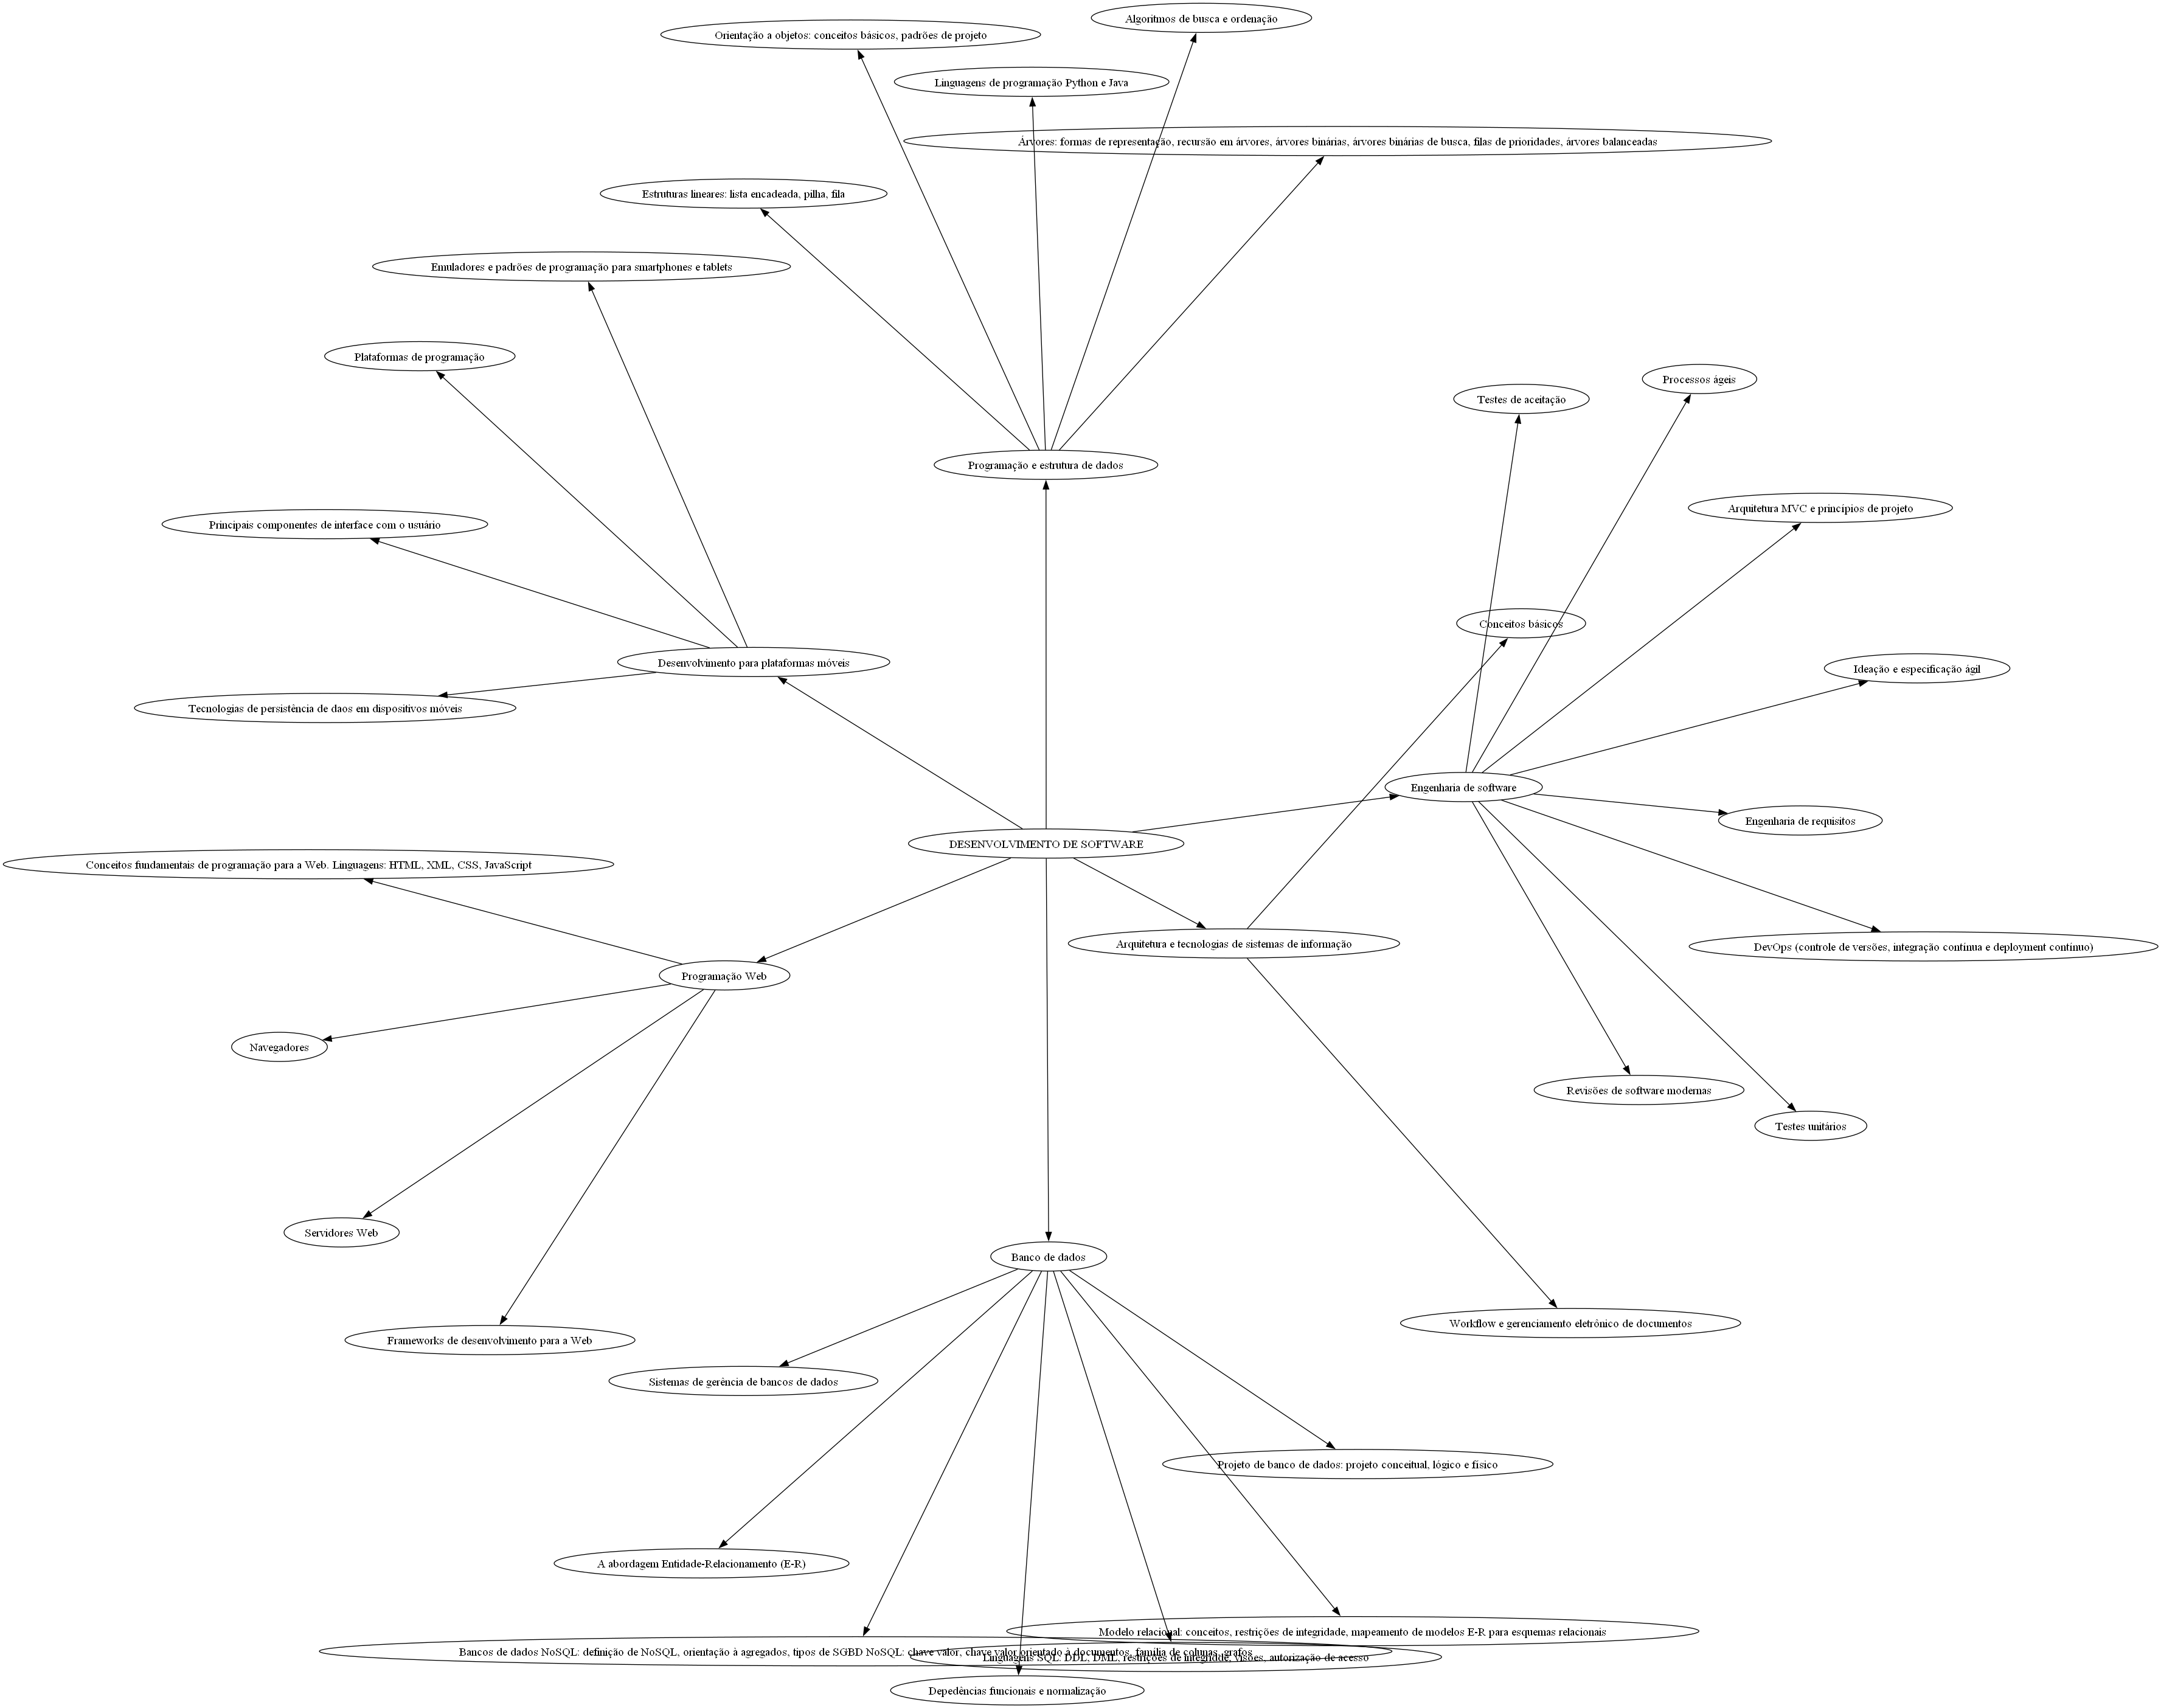 Algoritmos de busca e ordenação
Orientação a objetos: conceitos básicos, padrões de projeto
Linguagens de programação Python e Java
Árvores: formas de representação, recursão em árvores, árvores binárias, árvores binárias de busca, filas de prioridades, árvores balanceadas
Estruturas lineares: lista encadeada, pilha, fila
Emuladores e padrões de programação para smartphones e tablets
Plataformas de programação
Processos ágeis
Testes de aceitação
Programação e estrutura de dados
Arquitetura MVC e princípios de projeto
Principais componentes de interface com o usuário
Conceitos básicos
Desenvolvimento para plataformas móveis
Ideação e especificação ágil
Tecnologias de persistência de daos em dispositivos móveis
Engenharia de software
Engenharia de requisitos
DESENVOLVIMENTO DE SOFTWARE
Conceitos fundamentais de programação para a Web. Linguagens: HTML, XML, CSS, JavaScript
Arquitetura e tecnologias de sistemas de informação
DevOps (controle de versões, integração contínua e deployment contínuo)
Programação Web
Navegadores
Revisões de software modernas
Testes unitários
Servidores Web
Banco de dados
Workflow e gerenciamento eletrônico de documentos
Frameworks de desenvolvimento para a Web
Sistemas de gerência de bancos de dados
Projeto de banco de dados: projeto conceitual, lógico e físico
A abordagem Entidade-Relacionamento (E-R)
Modelo relacional: conceitos, restrições de integridade, mapeamento de modelos E-R para esquemas relacionais
Bancos de dados NoSQL: definição de NoSQL, orientação à agregados, tipos de SGBD NoSQL: chave valor, chave valor orientado à documentos, família de colunas, grafos
Linguagens SQL: DDL, DML, restrições de integridde, visões, autorização de acesso
Depedências funcionais e normalização